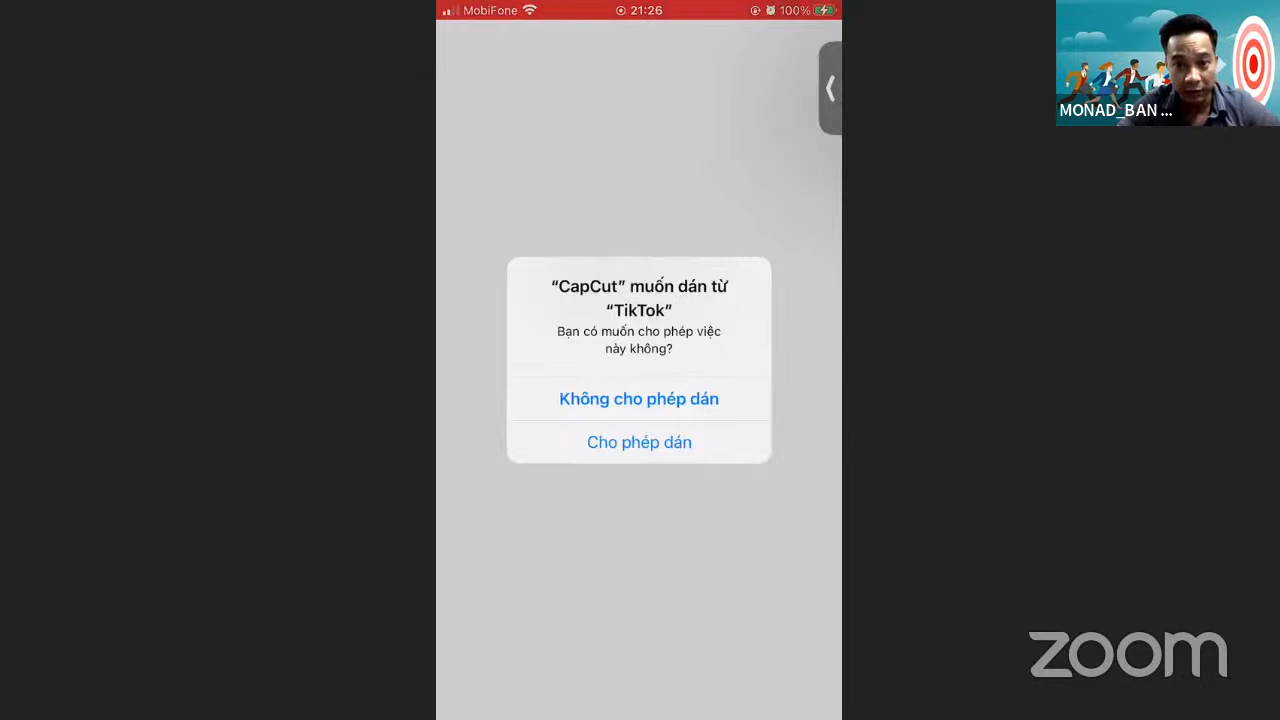 MobiFone
21:26
100%
MONAD_BAN ...
“CapCut” muốn dán từ
“TikTok”
Bạn có muốn cho phép việc
này không?
Không cho phép dán
Cho phép dán
zoom